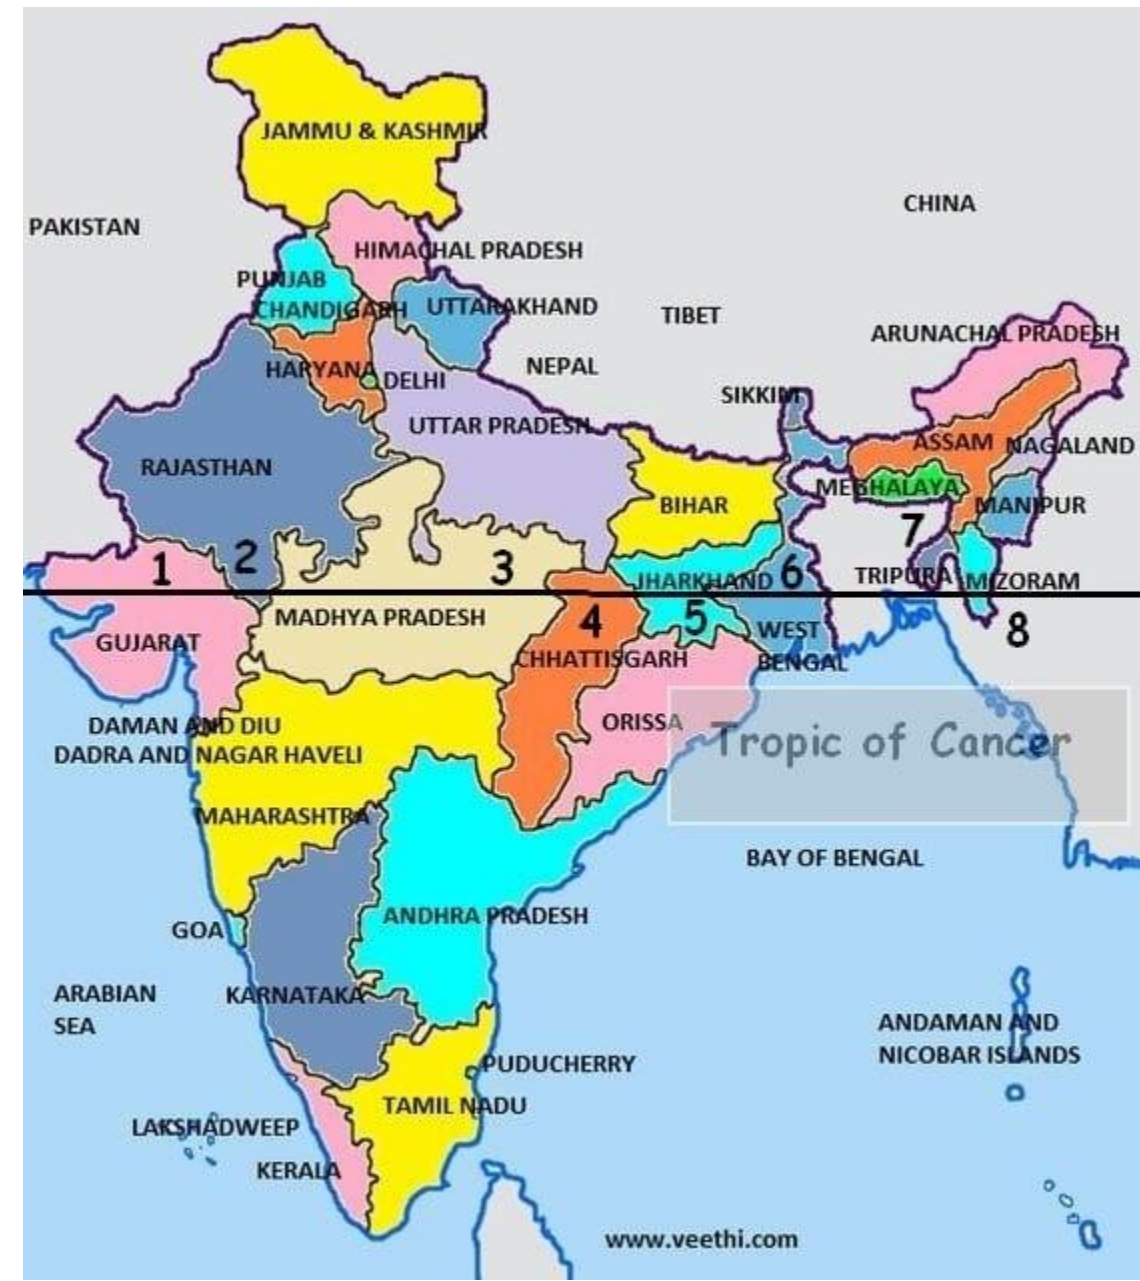 JAMMU & KASHMIR
CHINA
PAKISTAN
HIMACHAL PRADESH
PUNJAB
CHANDIGARH
UTTARAKHAND
TIBET
ARUNACHAL PRADESH
NEPAL
HARYANA
DELHI
SIKKIM
UTTAR PRADESH
ASSAM
NAGALAND
RAJASTHAN
MEGHALAYA
BIHAR
MANIPUR
7
1
2
3
JHARKHAND
6
TRIPURA
MIZORAM
MADHYA PRADESH
4
5
WEST
BENGAL
8
GUJARAT
CHHATTISGARH
ORISSA
DAMAN AND DIU
DADRA AND NAGAR HAVELI
Tropic of Cancer
MAHARASHTRA
BAY OF BENGAL
ANDHRA PRADESH
GOA
ARABIAN
SEA
KARNATAKA
ANDAMAN AND
NICOBAR ISLANDS
PUDUCHERRY
TAMIL NADU
LAKSHADWEEP
KERALA
www.veethi.com